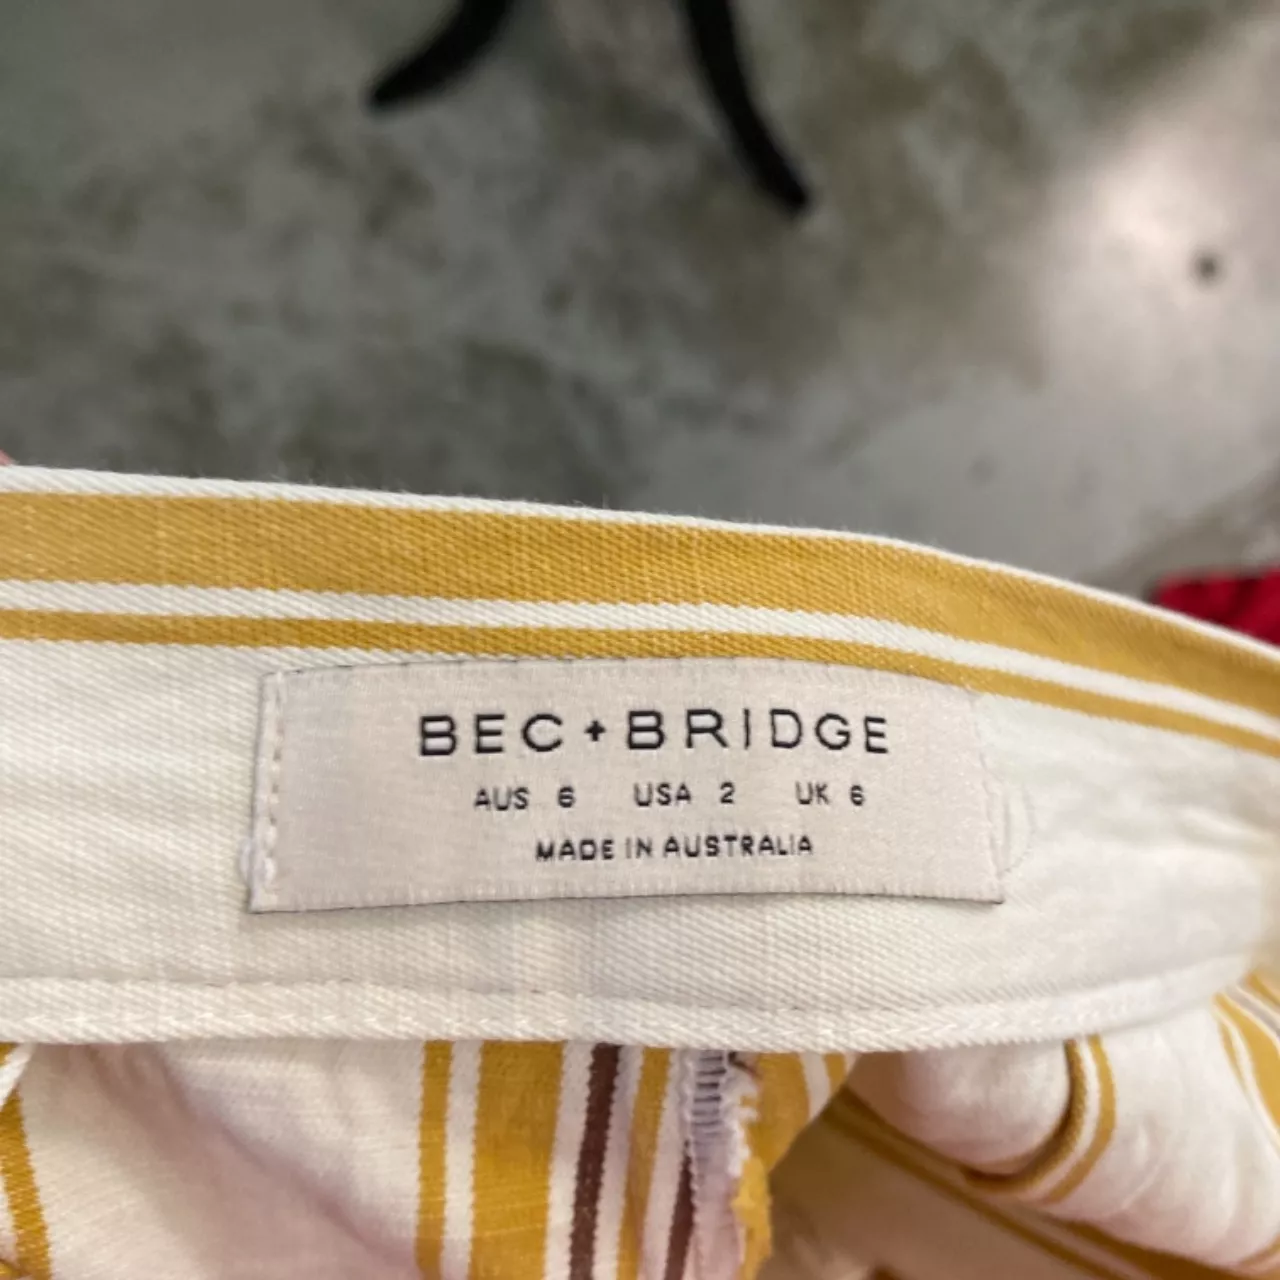 BEC+BRIDGE
AUS 6 USA 2 UK 6
MADE IN AUSTRALIA